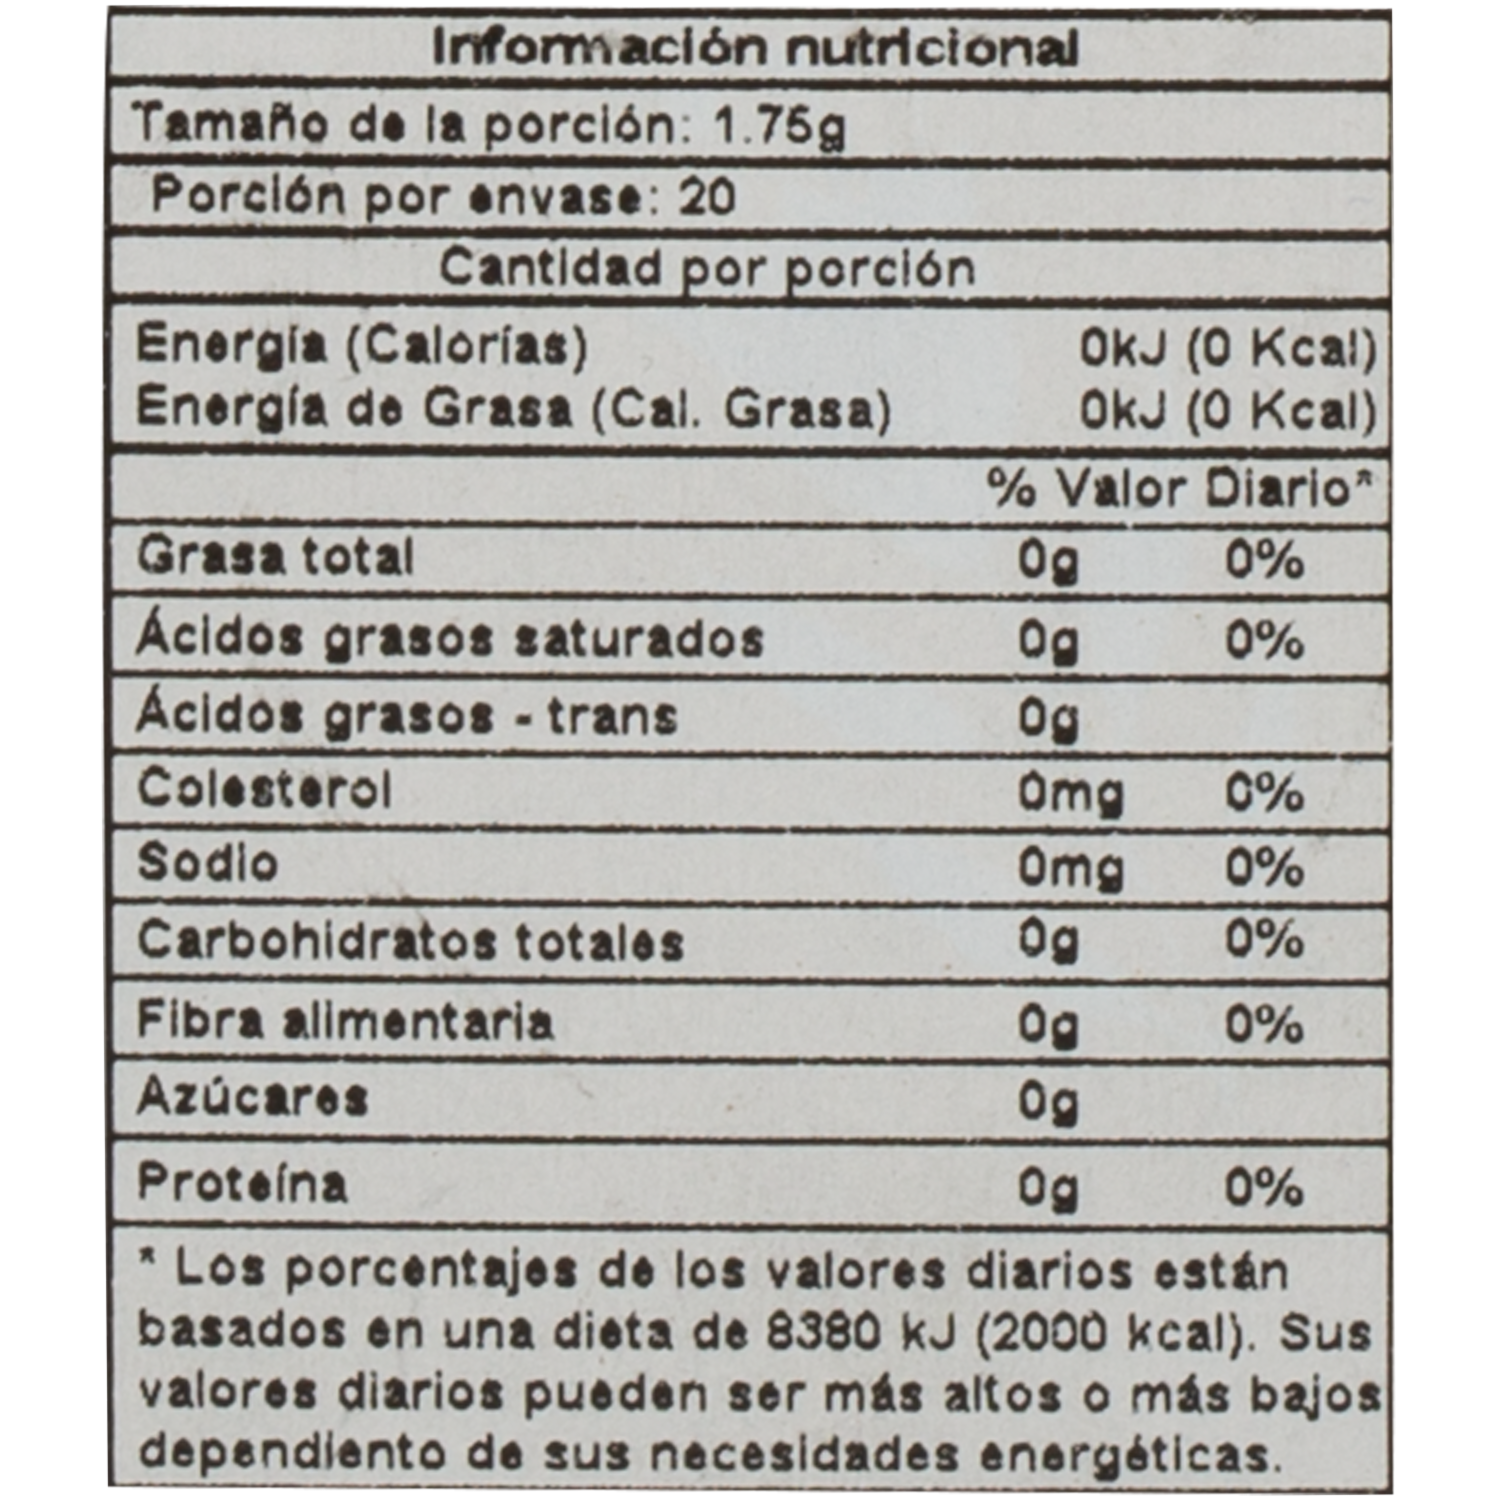 Información nutricional
Tamaño de la porción: 1.75g
Porción por envase: 20
Cantidad por porción
Energía (Calorías) 0kJ (0 Kcal)
Energía de Grasa (Cal. Grasa) 0kJ (0 Kcal)
% Valor Diario*
Grasa total 0g 0%
Ácidos grasos saturados 0g 0%
Ácidos grasos - trans 0g
Colesterol 0mg 0%
Sodio 0mg 0%
Carbohidratos totales 0g 0%
Fibra alimentaria 0g 0%
Azúcares 0g
Proteína 0g 0%
* Los porcentajes de los valores diarios están
basados en una dieta de 8380 kJ (2000 kcal). Sus
valores diarios pueden ser más altos o más bajos
dependiento de sus necesidades energéticas.